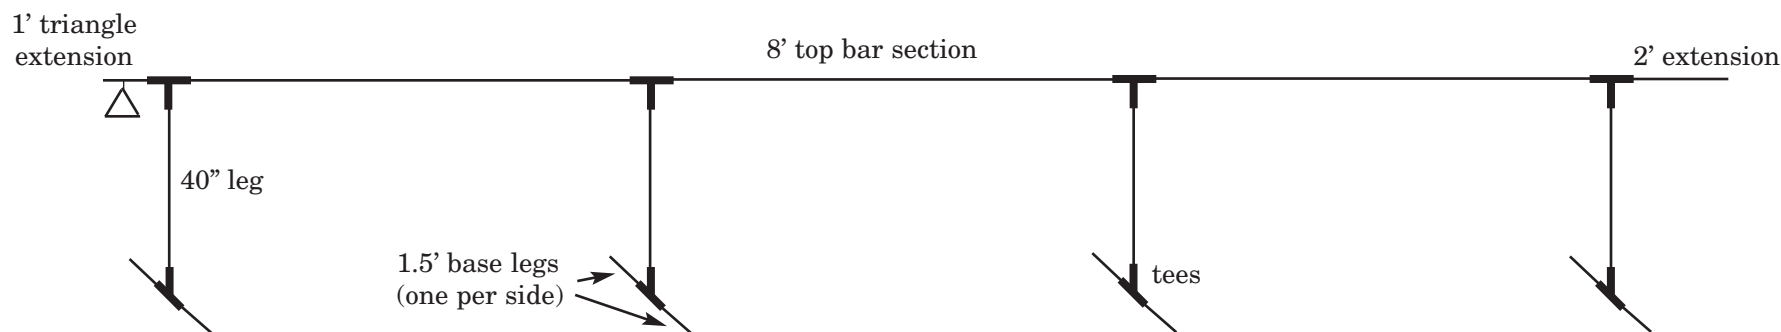 1’ triangle
extension
8’ top bar section
2’ extension
40” leg
1.5’ base legs
(one per side)
tees